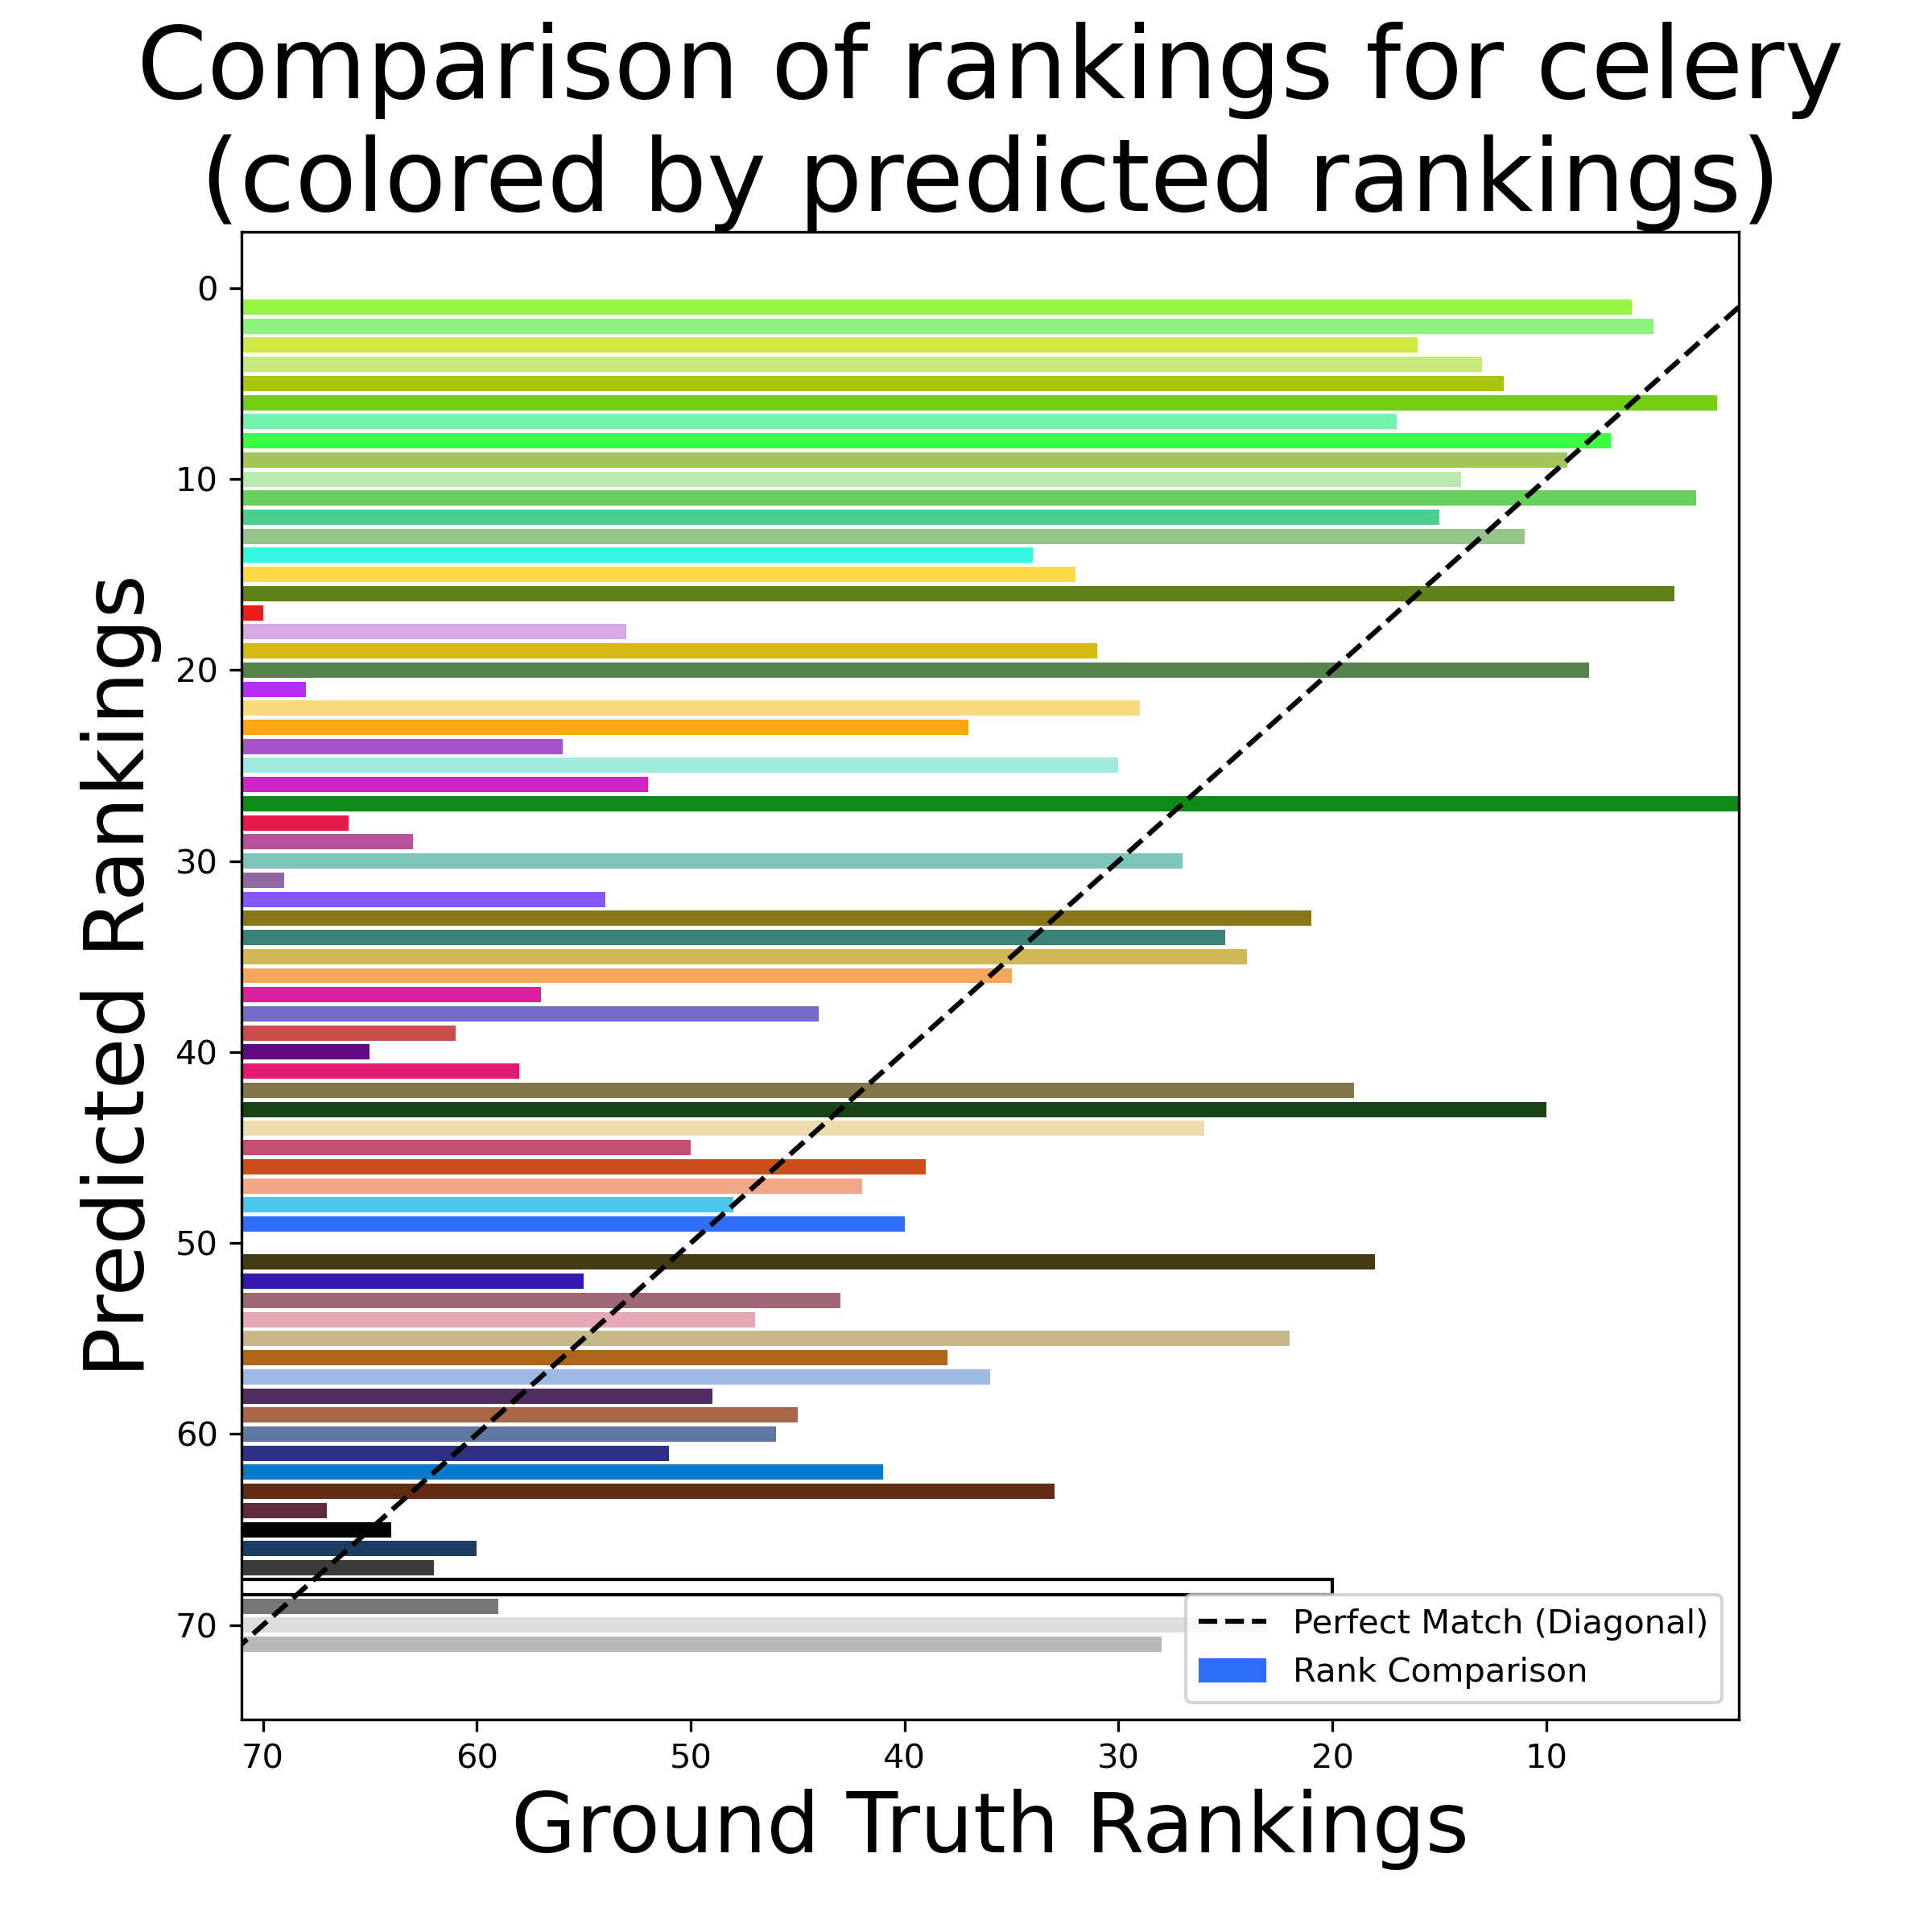 Comparison of rankings for celery
(colored by predicted rankings)
Predicted Rankings
0
10
20
30
40
50
60
70
Perfect Match (Diagonal)
Rank Comparison
70 60 50 40 30 20 10
Ground Truth Rankings